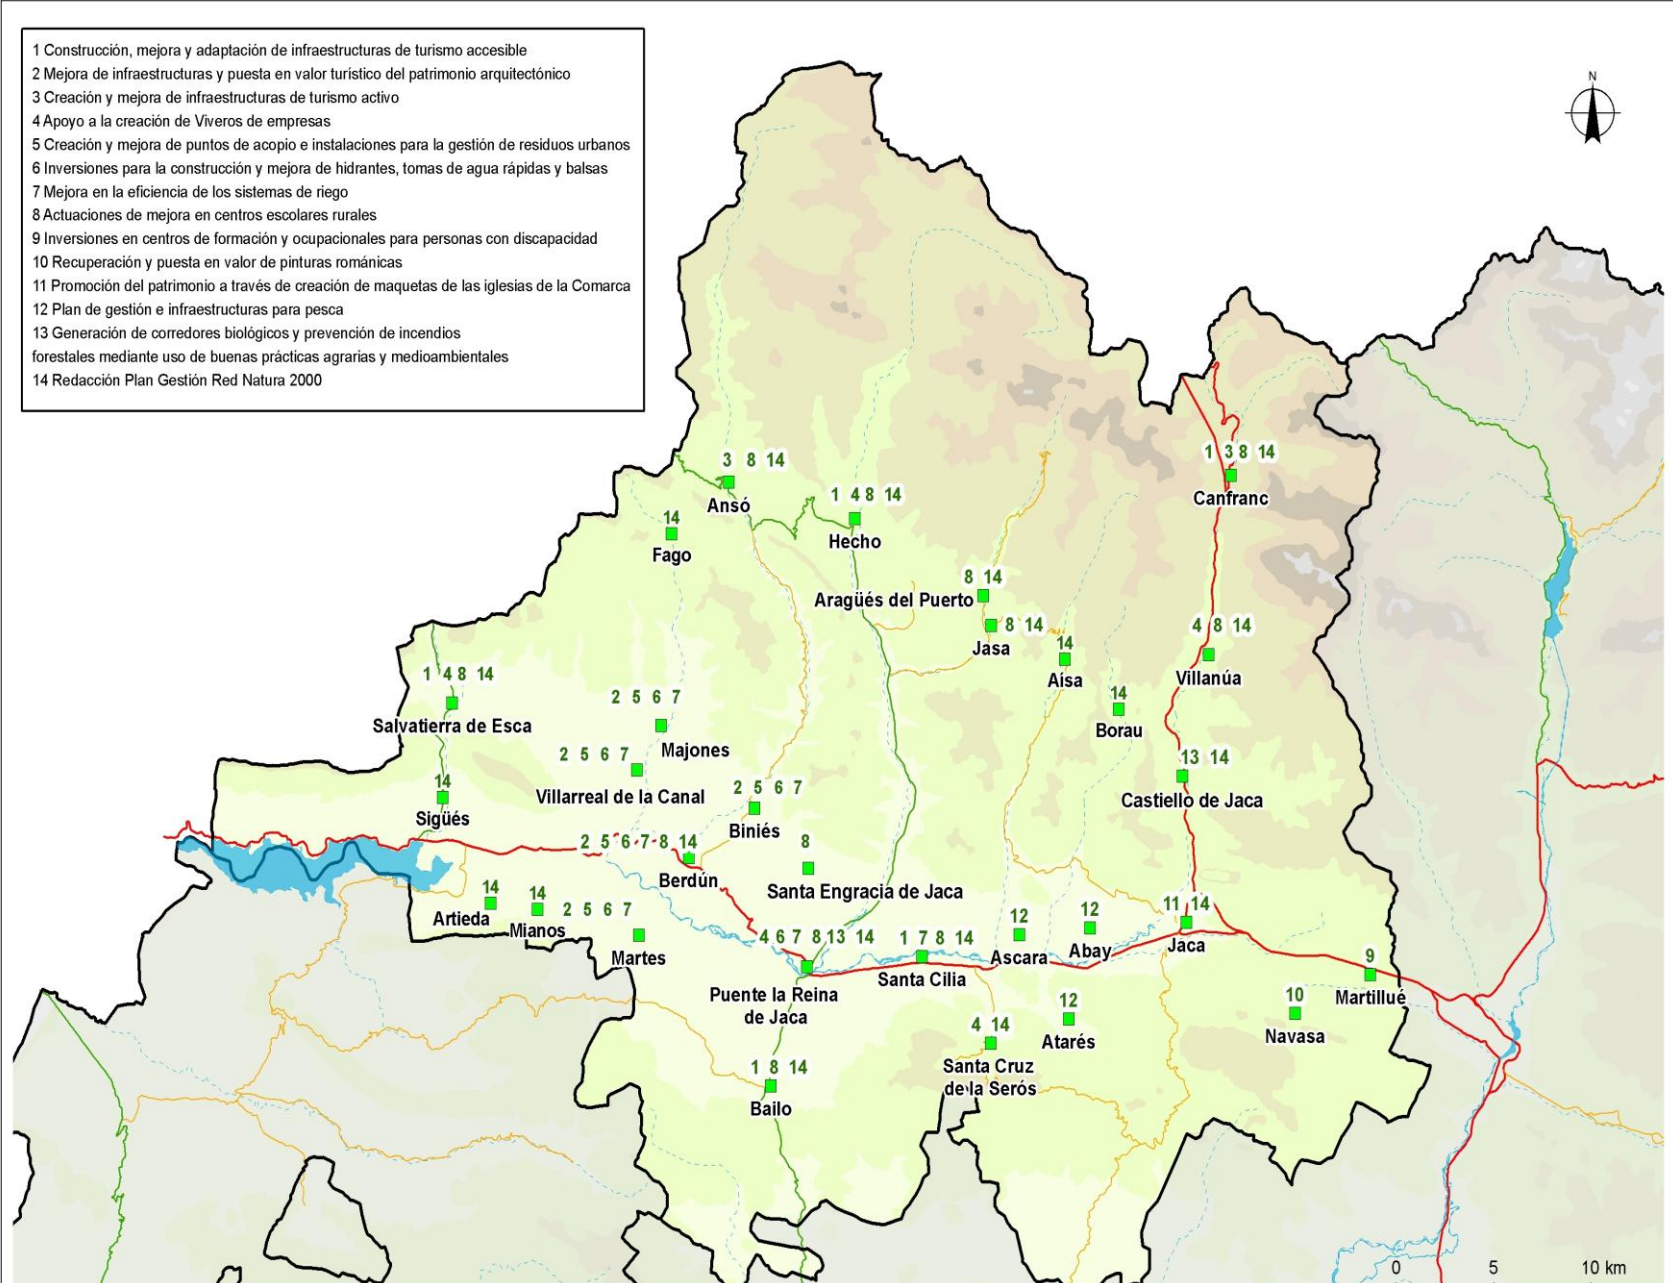 1 Construcción, mejora y adaptación de infraestructuras de turismo accesible
2 Mejora de infraestructuras y puesta en valor turístico del patrimonio arquitectónico
3 Creación y mejora de infraestructuras de turismo activo
4 Apoyo a la creación de Viveros de empresas
5 Creación y mejora de puntos de acopio e instalaciones para la gestión de residuos urbanos
6 Inversiones para la construcción y mejora de hidrantes, tomas de agua rápidas y balsas
7 Mejora en la eficiencia de los sistemas de riego
8 Actuaciones de mejora en centros escolares rurales
9 Inversiones en centros de formación y ocupacionales para personas con discapacidad
10 Recuperación y puesta en valor de pinturas románicas
11 Promoción del patrimonio a través de creación de maquetas de las iglesias de la Comarca
12 Plan de gestión e infraestructuras para pesca
13 Generación de corredores biológicos y prevención de incendios
forestales mediante uso de buenas prácticas agrarias y medioambientales
14 Redacción Plan Gestión Red Natura 2000
N
3 8 14
Ansó
1 4 8 14
Hecho
1 3 8 14
Canfranc
14
Fago
8 14
Aragüés del Puerto
8 14
Jasa
14
Aísa
4 8 14
Villanúa
1 4 8 14
Salvatierra de Esca
2 5 6 7
Majones
14
Borau
2 5 6 7
Villarreal de la Canal
13 14
Castiello de Jaca
14
Sigüés
2 5 6 7
Biniés
2 5 6 7 8 14
Berdún
8
Santa Engracia de Jaca
14
Artieda
14
Mianos
2 5 6 7
Martes
4 6 7 8 13 14
Puente la Reina
de Jaca
1 7 8 14
Santa Cilia
12
Ascara
12
Abay
11 14
Jaca
9
Martillué
10
Navasa
12
Atarés
4 14
Santa Cruz
de la Serós
1 8 14
Bailo
0 5 10 km